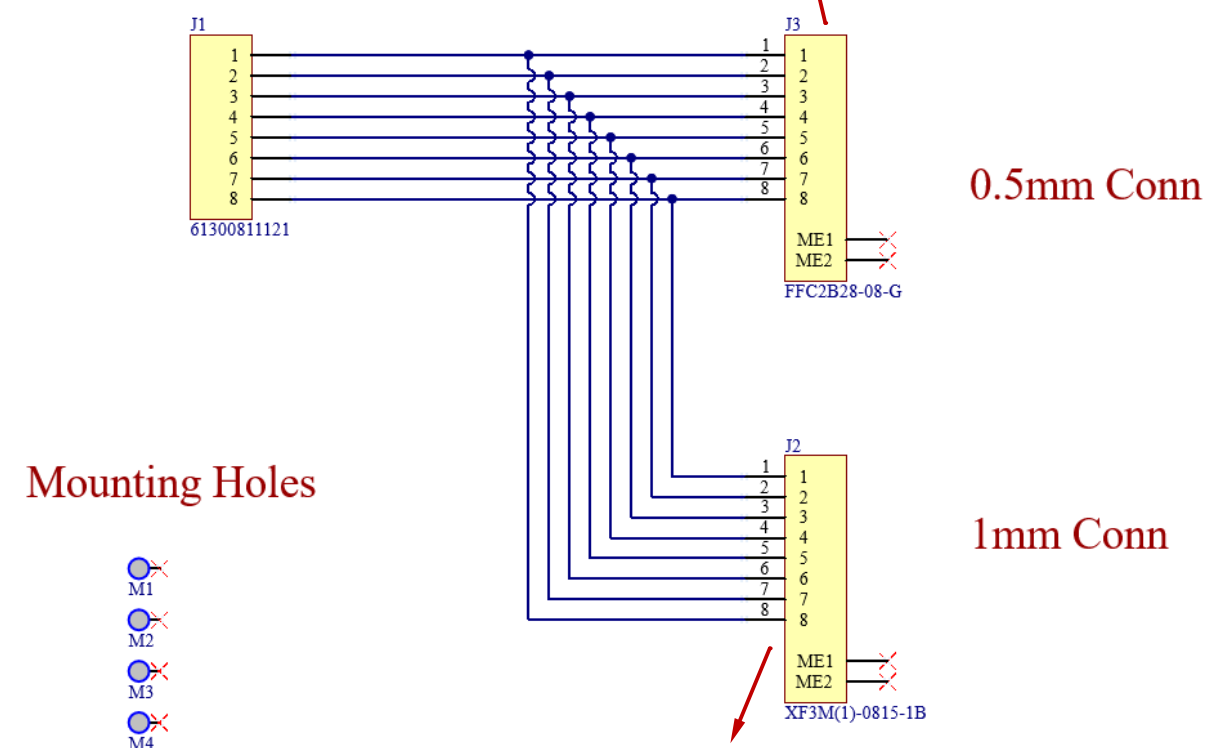 J1
1
2
3
4
5
6
7
8
61300811121
J3
1 1
2 2
3 3
4 4
5 5
6 6
7 7
8 8
ME1
ME2
FFC2B28-08-G
0.5mm Conn
Mounting Holes
M1
M2
M3
M4
J2
1 1
2 2
3 3
4 4
5 5
6 6
7 7
8 8
ME1
ME2
XF3M(1)-0815-1B
1mm Conn